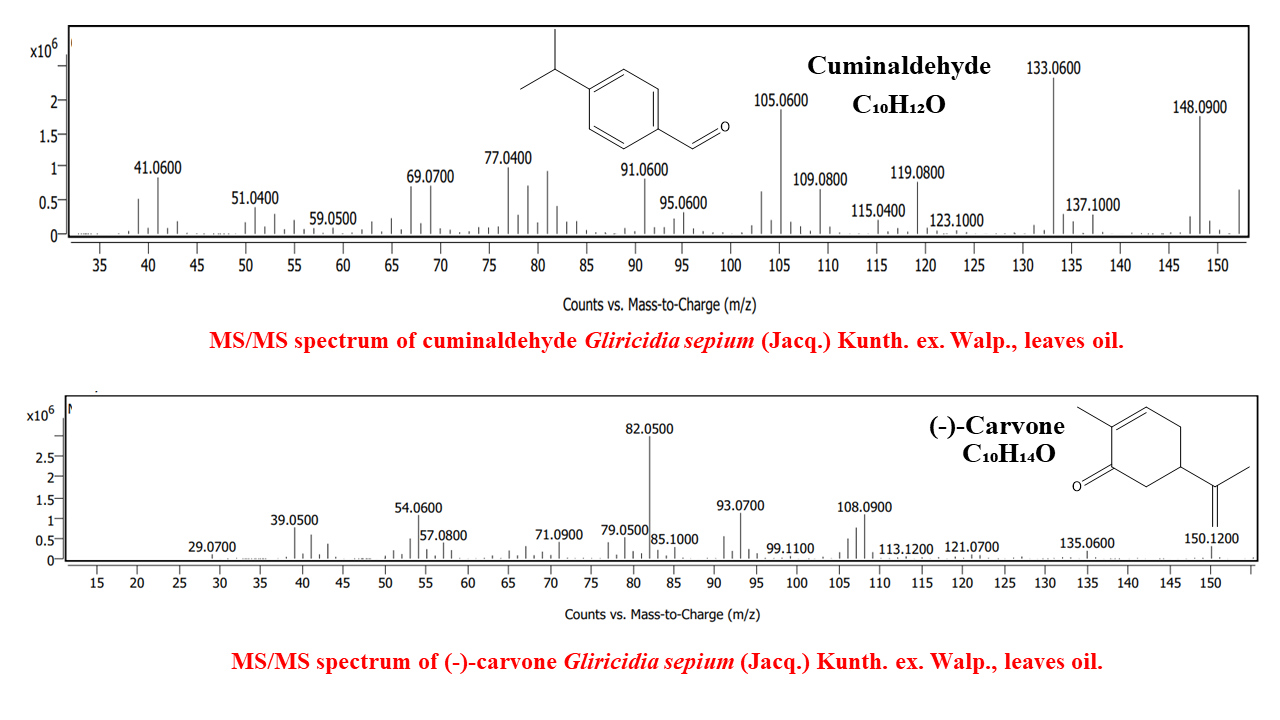 x10⁶
Cuminaldehyde
C₁₀H₁₂O
133.0600
105.0600
148.0900
2
1.5
1
0.5
0
41.0600
51.0400
59.0500
69.0700
77.0400
91.0600
95.0600
109.0800
115.0400
119.0800
123.1000
137.1000
O
35 40 45 50 55 60 65 70 75 80 85 90 95 100 105 110 115 120 125 130 135 140 145 150
Counts vs. Mass-to-Charge (m/z)
MS/MS spectrum of cuminaldehyde Gliricidia sepium (Jacq.) Kunth. ex. Walp., leaves oil.
x10⁶
(-)-Carvone
C₁₀H₁₄O
O
82.0500
2.5
2
1.5
1
0.5
0
29.0700
39.0500
54.0600
57.0800
71.0900
79.0500
85.1000
93.0700
99.1100
108.0900
113.1200
121.0700
135.0600
150.1200
15 20 25 30 35 40 45 50 55 60 65 70 75 80 85 90 95 100 105 110 115 120 125 130 135 140 145 150
Counts vs. Mass-to-Charge (m/z)
MS/MS spectrum of (-)-carvone Gliricidia sepium (Jacq.) Kunth. ex. Walp., leaves oil.